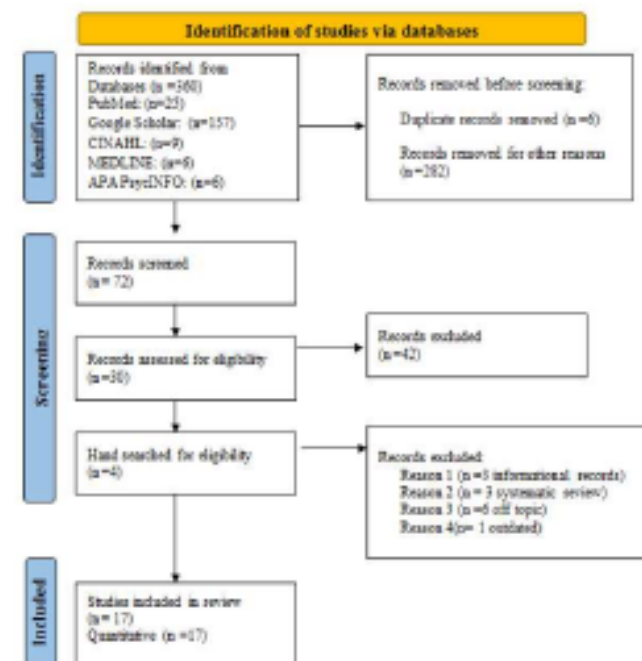 Identification of studies via databases
Identification
Records identified from
Databases (n =360)
PubMed: (n=25)
Google Scholar: (n=157)
CINAHL: (n=9)
MEDLINE: (n=6)
APA PsycINFO: (n=6)
Records removed before screening:
Duplicate records removed (n =6)
Records removed for other reasons
(n =282)
Screening
Records screened
(n = 72)
Records assessed for eligibility
(n =30)
Records excluded
(n =42)
Hand searched for eligibility
(n =4)
Records excluded:
Reason 1 (n informational records)
Reason 2 (n = 3 systematic review)
Reason 3 (n =6 off topic)
Reason 4(n= 1 outdated)
Included
Studies included in review
(n = 17)
Quantitative (n =17)